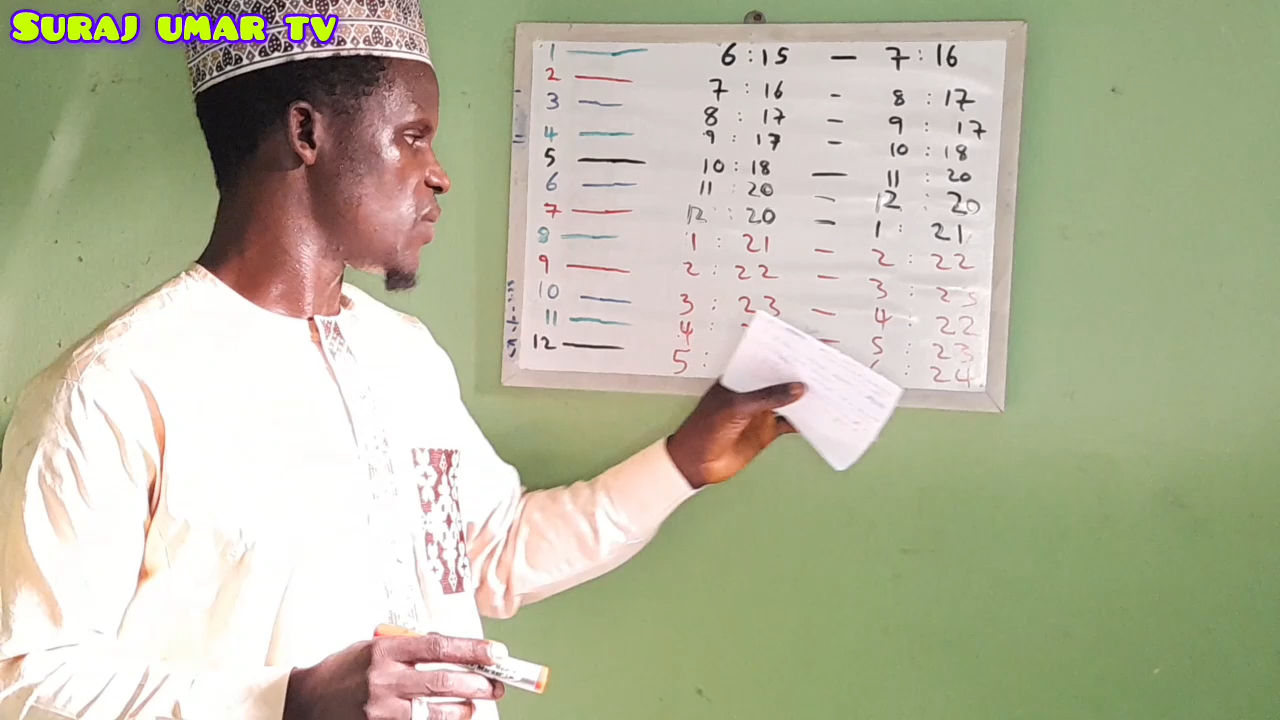 SURAJ UMAR TV
1 — 6:15 — 7:16
2 — 7:16 - 8:17
3 — 8:17 - 9:17
4 — 9:17 - 10:18
5 — 10:18 — 11:20
6 — 11:20 - 12:20
7 — 12:20 - 1:21
8 — 1:21 - 2:22
9 — 2:22 - 3:23
10 — 3:23 - 4:22
11 — 4: - 5:23
12 — 5: :24